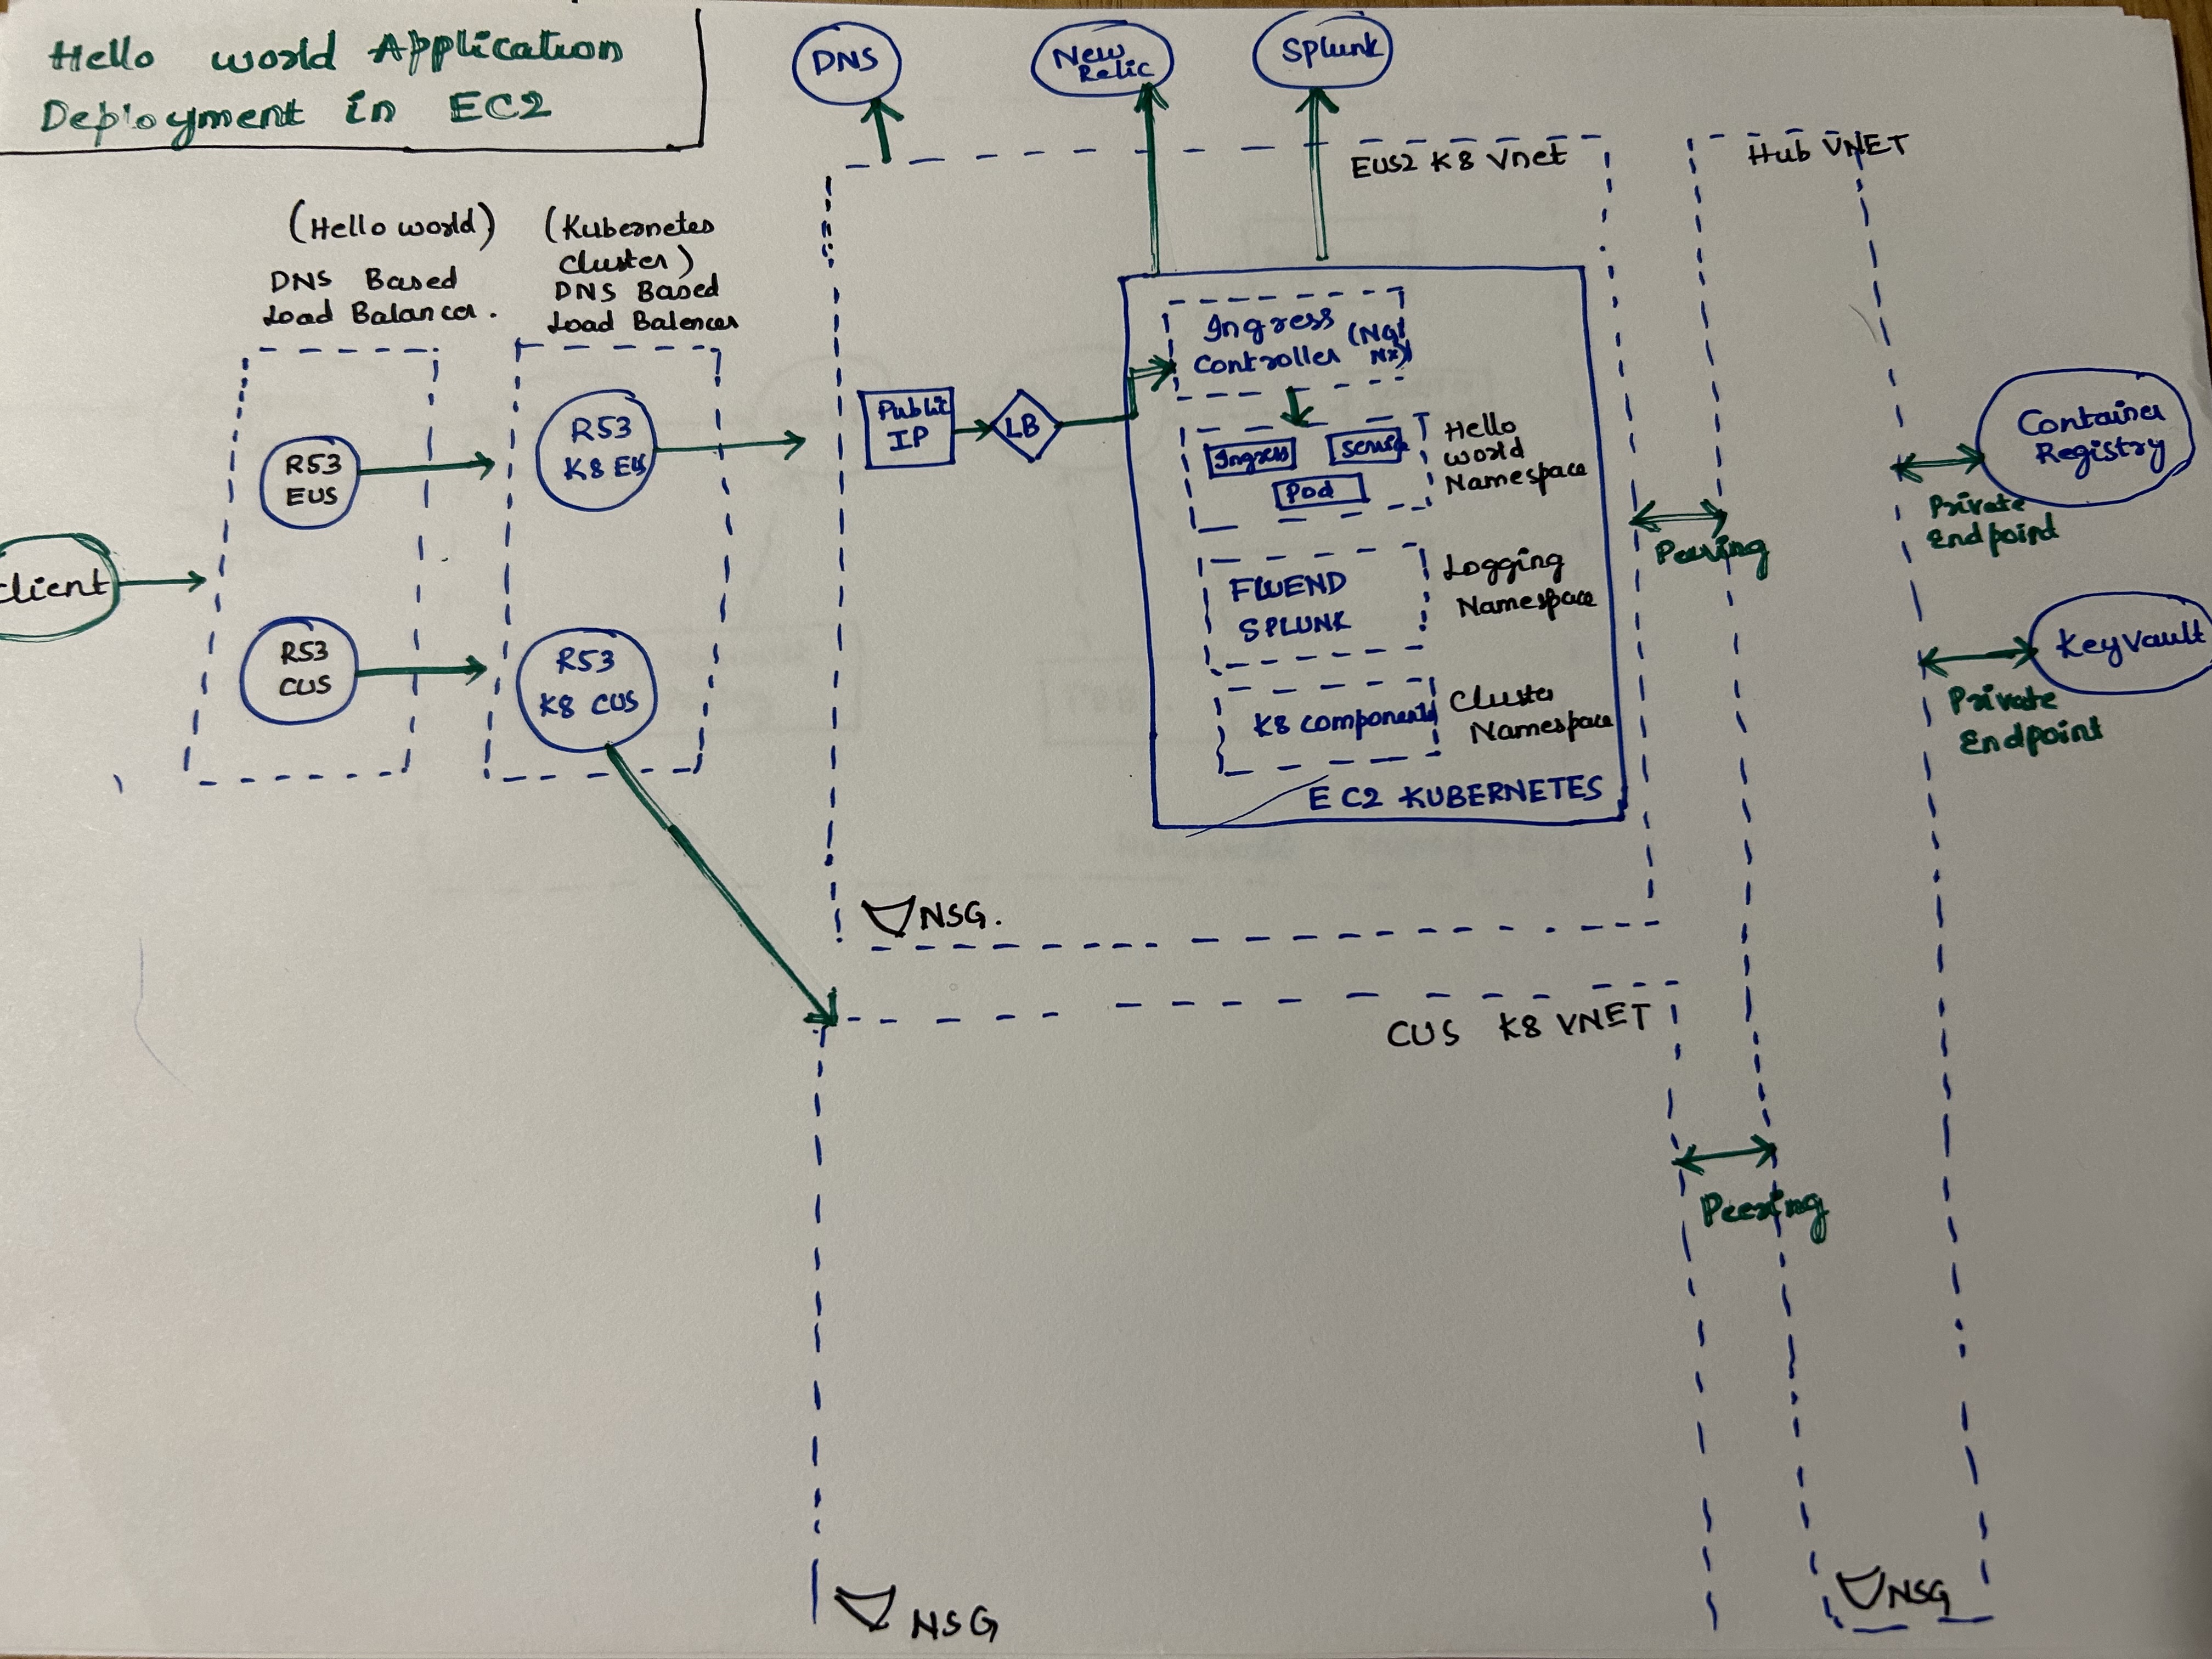 Hello world Application
Deployment in EC2
DNS
New
Relic
Splunk
EUS2 K8 Vnet
Hub VNET
(Hello world)
DNS Based
Load Balancer.
(Kubernetes
Cluster)
DNS Based
Load Balencer
client
R53
EUS
R53
CUS
R53
K8 EUS
R53
K8 CUS
Public
IP
LB
Ingress
Controller
(NGI
NX)
Ingress
Service
Pod
Hello
world
Namespace
FLUEND
SPLUNK
Logging
Namespace
K8 components
Cluster
Namespace
EC2 KUBERNETES
NSG.
Peering
Container
Registry
Private
Endpoint
KeyVault
Private
Endpoint
CUS K8 VNET
Peering
NSG
NSG